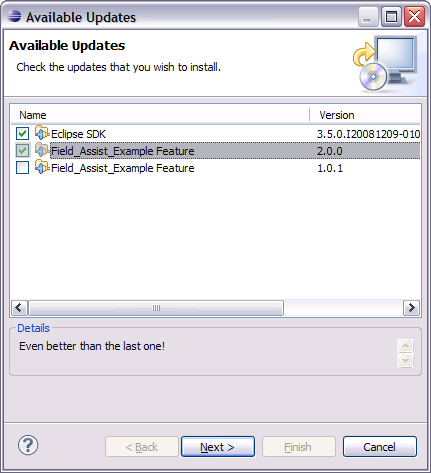 Available Updates
Available Updates
Check the updates that you wish to install.
Name Version
Eclipse SDK 3.5.0.I20081209-010
Field_Assist_Example Feature 2.0.0
Field_Assist_Example Feature 1.0.1
Details
Even better than the last one!
? < Back Next > Finish Cancel